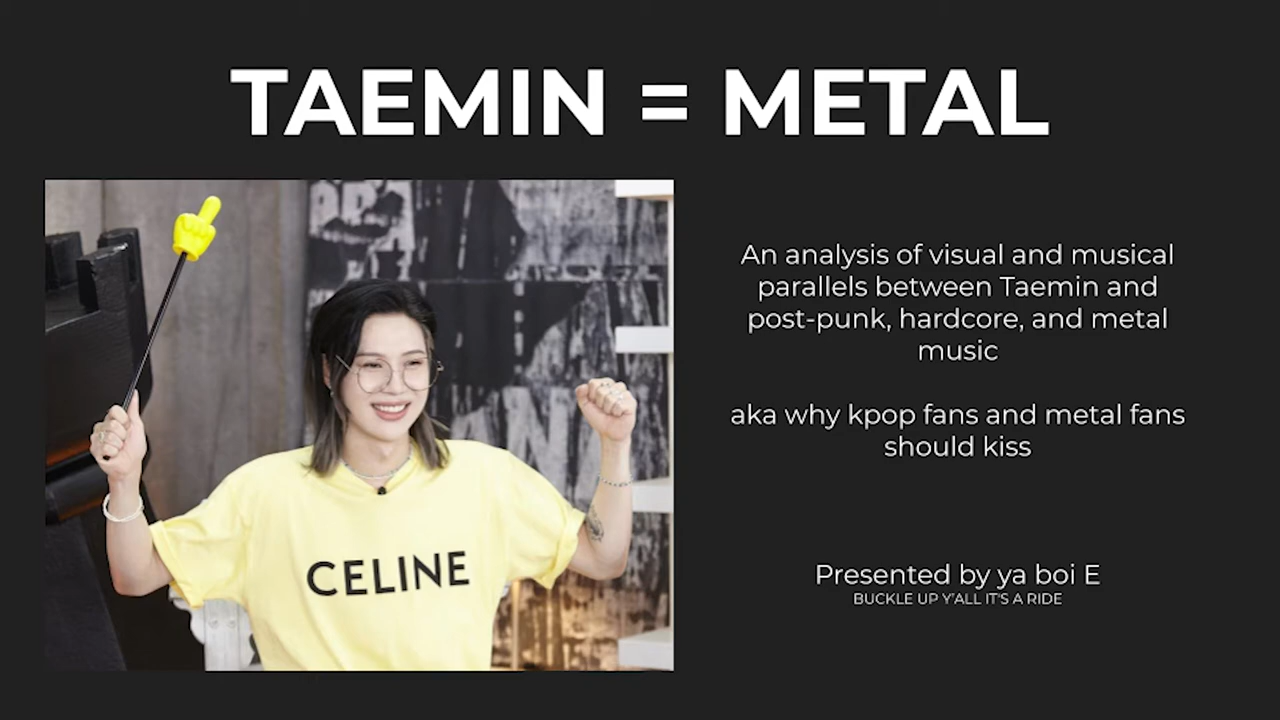 TAEMIN = METAL
An analysis of visual and musical
parallels between Taemin and
post-punk, hardcore, and metal
music
aka why kpop fans and metal fans
should kiss
CELINE
Presented by ya boi E
BUCKLE UP Y'ALL IT'S A RIDE